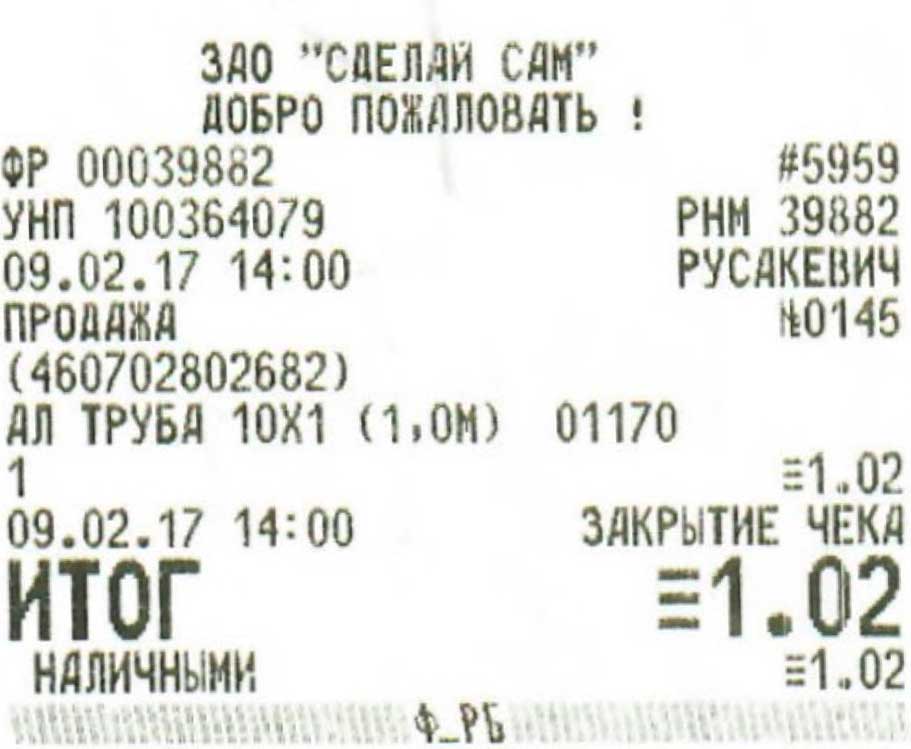 ЗАО "СДЕЛАЙ САМ"
ДОБРО ПОЖАЛОВАТЬ !
ФР 00039882 #5959
УНП 100364079 РНМ 39882
09.02.17 14:00 РУСАКЕВИЧ
ПРОДАЖА №0145
(460702802682)
АЛ ТРУБА 10Х1 (1,0М) 01170
1 ≡1.02
09.02.17 14:00 ЗАКРЫТИЕ ЧЕКА
ИТОГ ≡1.02
НАЛИЧНЫМИ ≡1.02
Ф_РБ